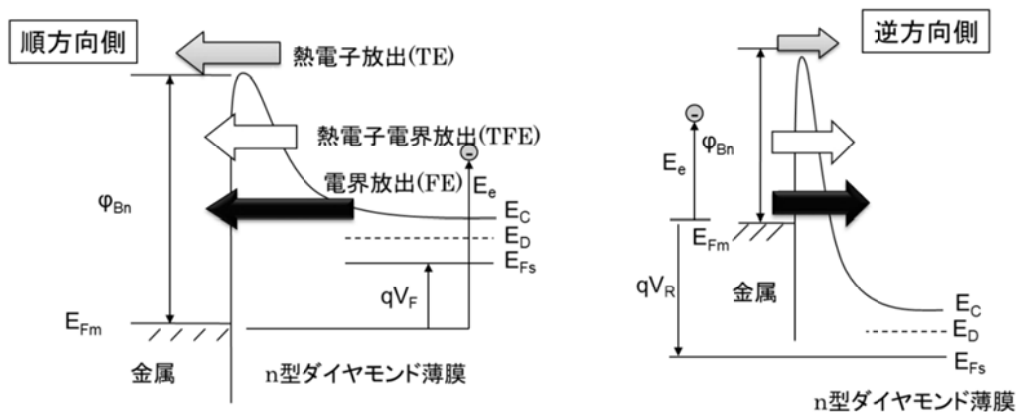 順方向側
熱電子放出(TE)
熱電子電界放出(TFE)
-
電界放出(FE)
Ee
φBn
EC
ED
EFs
qVF
EFm
金属
n型ダイヤモンド薄膜
逆方向側
-
φBn
Ee
EFm
qVR
金属
EC
ED
EFs
n型ダイヤモンド薄膜